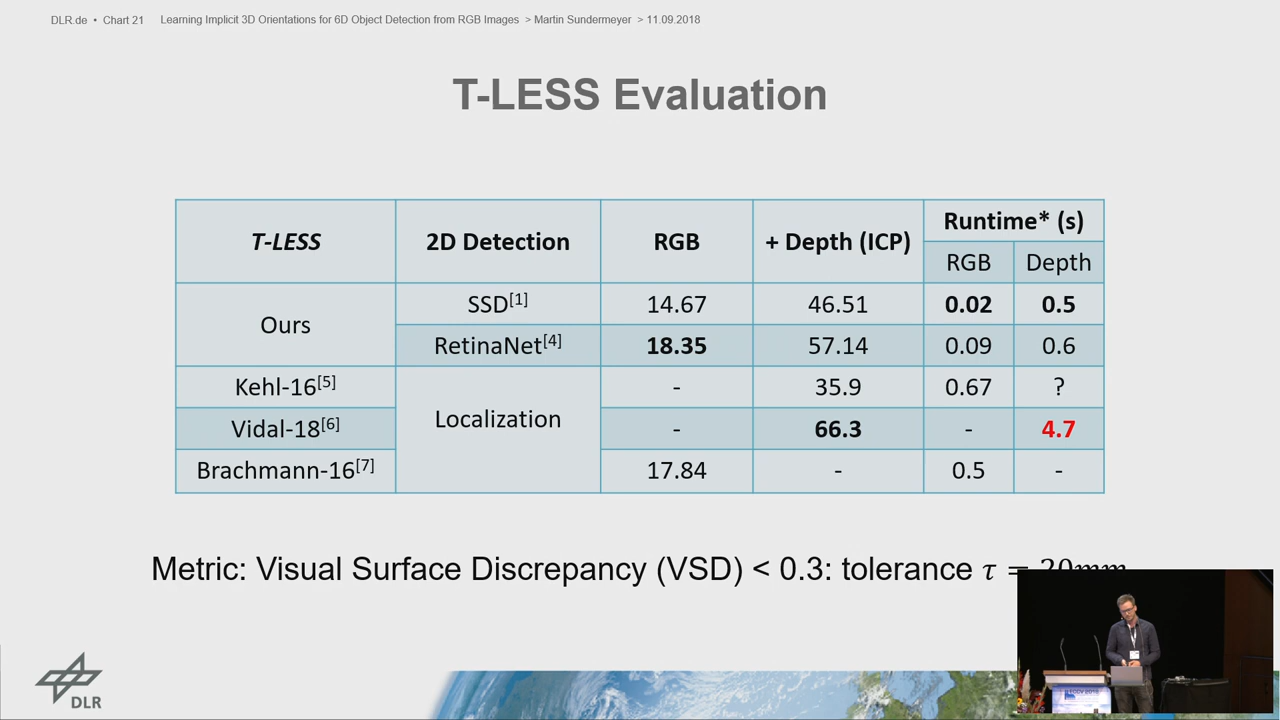 DLR.de • Chart 21 Learning Implicit 3D Orientations for 6D Object Detection from RGB Images > Martin Sundermeyer > 11.09.2018
T-LESS Evaluation
T-LESS 2D Detection RGB + Depth (ICP) Runtime* (s)
RGB Depth
Ours SSD[1] 14.67 46.51 0.02 0.5
RetinaNet[4] 18.35 57.14 0.09 0.6
Kehl-16[5] Localization - 35.9 0.67 ?
Vidal-18[6] - 66.3 - 4.7
Brachmann-16[7] 17.84 - 0.5 -
Metric: Visual Surface Discrepancy (VSD) < 0.3: tolerance τ = 20mm
DLR
ECCV 2018